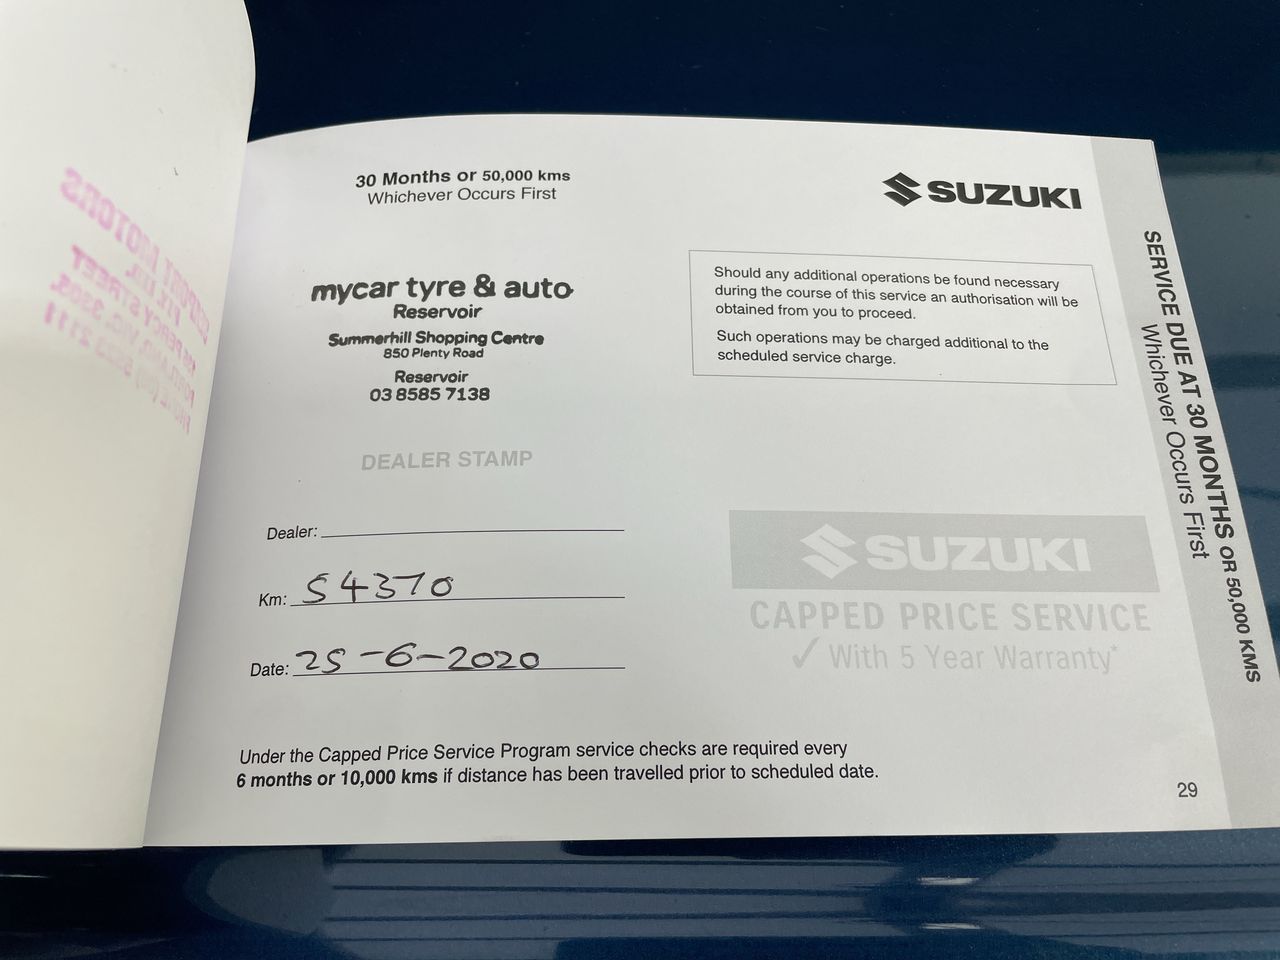 30 Months or 50,000 kms
Whichever Occurs First
SUZUKI
mycar tyre & auto
Reservoir
Summerhill Shopping Centre
850 Plenty Road
Reservoir
03 8585 7138
DEALER STAMP
Should any additional operations be found necessary
during the course of this service an authorisation will be
obtained from you to proceed.
Such operations may be charged additional to the
scheduled service charge.
Dealer:
Km: 54370
Date: 25-6-2020
SUZUKI
CAPPED PRICE SERVICE
✓ With 5 Year Warranty*
Under the Capped Price Service Program service checks are required every
6 months or 10,000 kms if distance has been travelled prior to scheduled date.
29
SERVICE DUE AT 30 MONTHS OR 50,000 KMS
Whichever Occurs First
MOTORS
PERCY STREET